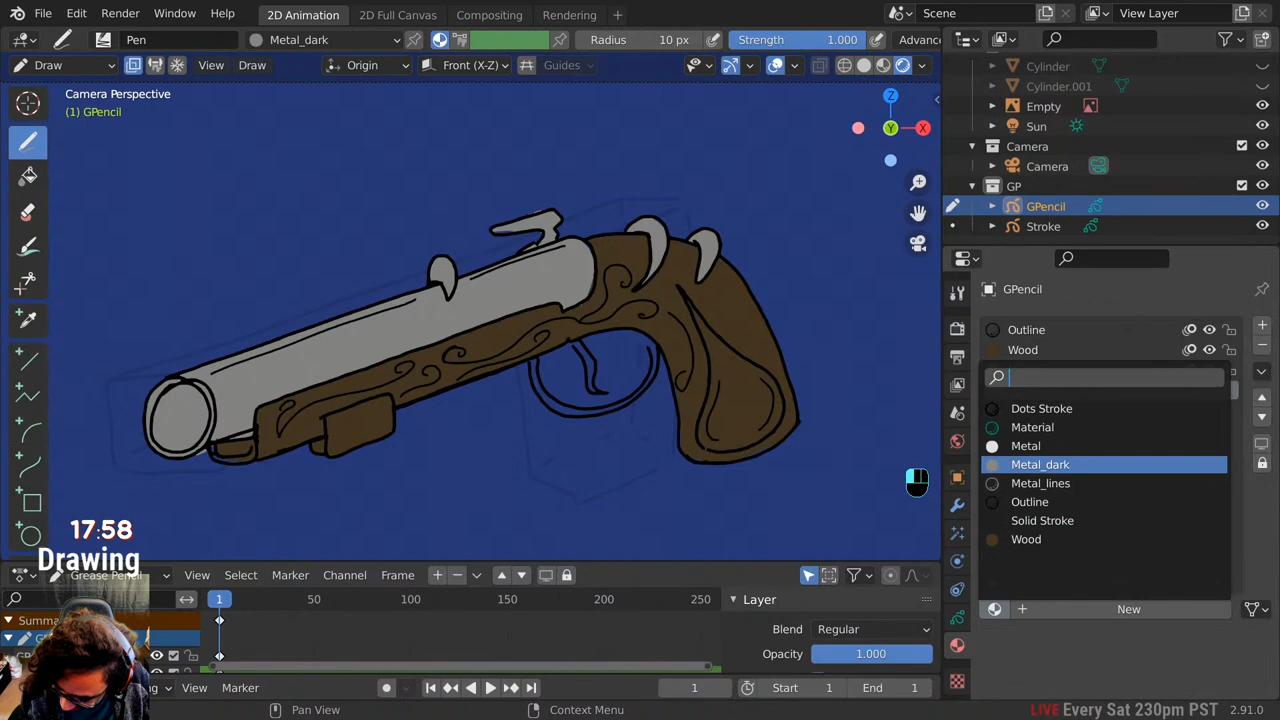 File Edit Render Window Help 2D Animation 2D Full Canvas Compositing Rendering Scene View Layer
Pen Metal_dark Radius 10 px Strength 1.000 Advanc
Draw View Draw Origin Front (X-Z) Guides
Camera Perspective
(1) GPencil
Z
Y
X
Cylinder
Cylinder.001
Empty
Sun
Camera
Camera
GP
GPencil
Stroke
GPencil
Outline
Wood
Dots Stroke
Material
Metal
Metal_dark
Metal_lines
Outline
Solid Stroke
Wood
New
17:58
Drawing
Grease Pencil View Select Marker Channel Frame
1 50 100 150 200 250
Summa
Layer
Blend Regular
Opacity 1.000
View Marker 1 Start 1 End 1
Pan View Context Menu
LIVE Every Sat 230pm PST 2.91.0